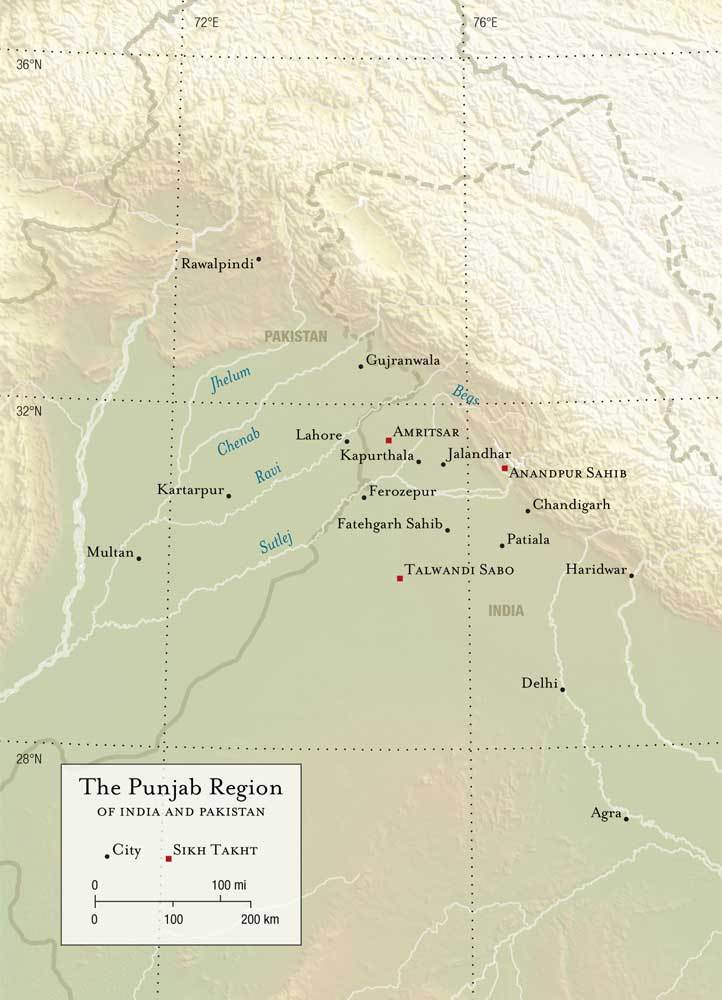 72°E
76°E
36°N
Rawalpindi
PAKISTAN
Gujranwala
Jhelum
Beas
32°N
Chenab
Lahore
AMRITSAR
Kapurthala
Jalandhar
Ravi
ANANDPUR SAHIB
Kartarpur
Ferozepur
Chandigarh
Fatehgarh Sahib
Sutlej
Patiala
Multan
TALWANDI SABO
Haridwar
INDIA
Delhi
28°N
The Punjab Region
OF INDIA AND PAKISTAN
Agra
City
SIKH TAKHT
0 100 mi
0 100 200 km